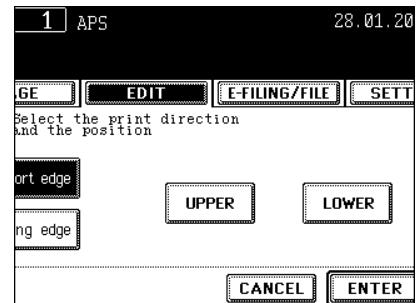 1 APS 28.01.20
.GE EDIT E-FILING/FILE SETT
Select the print direction
and the position
ort edge
UPPER LOWER
ng edge
CANCEL ENTER